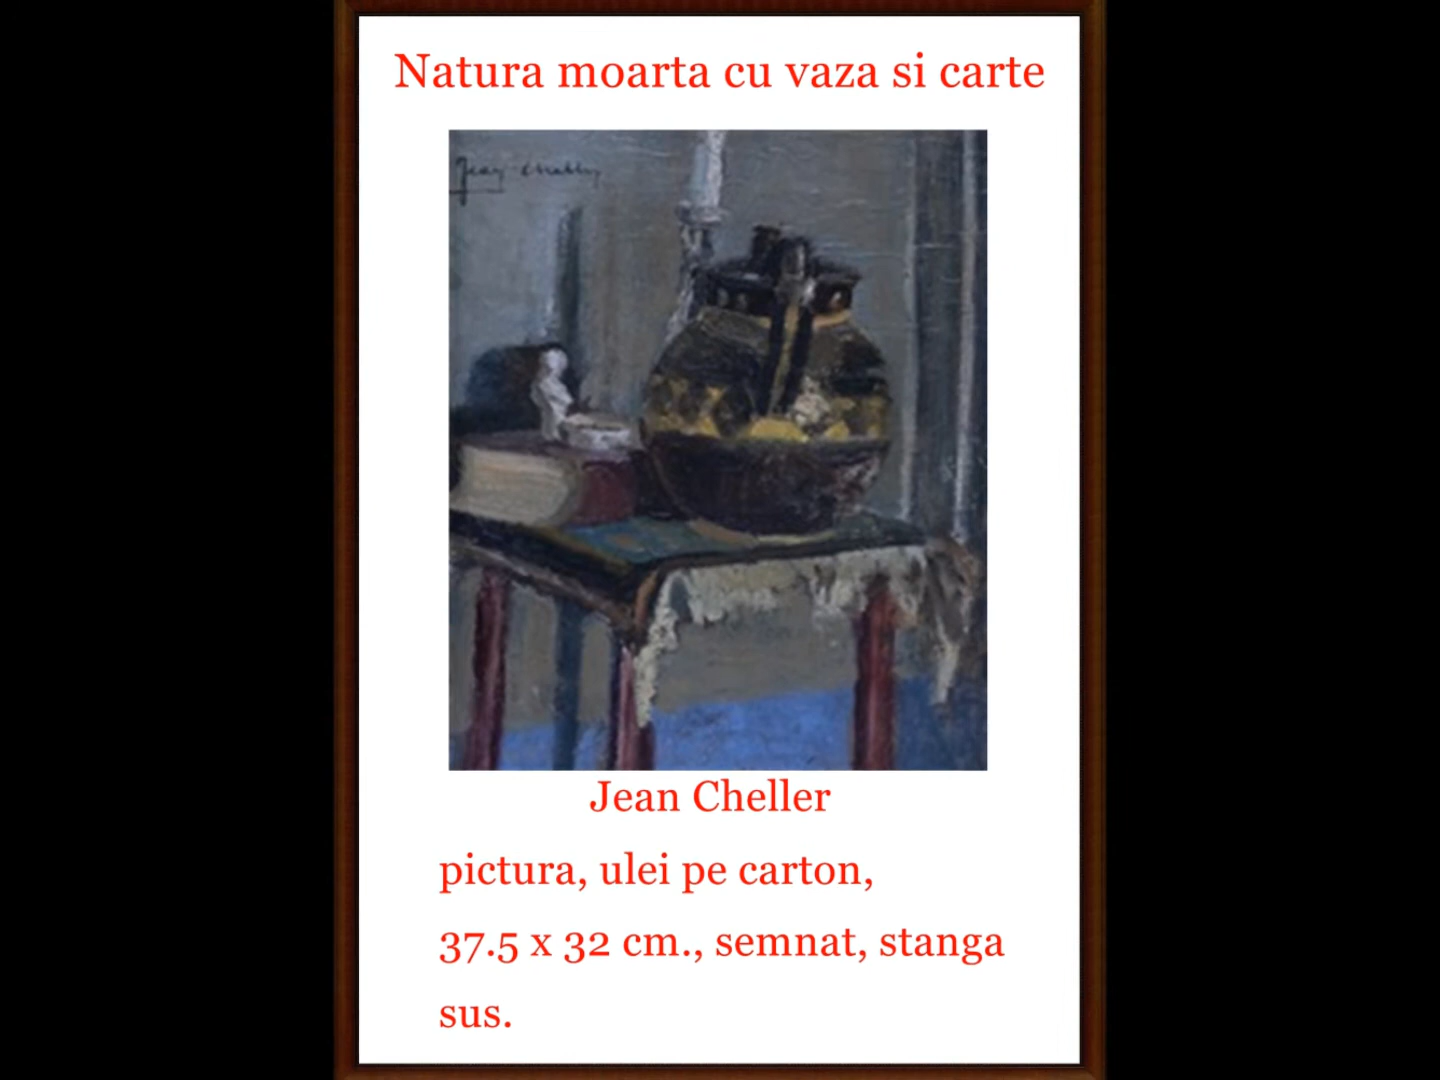 Natura moarta cu vaza si carte
Jean Cheller
pictura, ulei pe carton,
37.5 x 32 cm., semnat, stanga
sus.